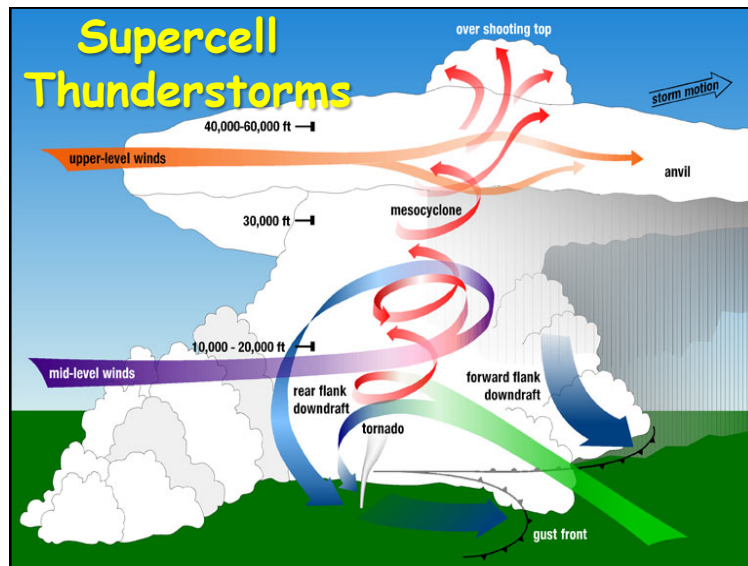 Supercell
Thunderstorms
over shooting top
storm motion
40,000-60,000 ft
upper-level winds
anvil
30,000 ft
mesocyclone
10,000 - 20,000 ft
mid-level winds
rear flank
downdraft
forward flank
downdraft
tornado
gust front